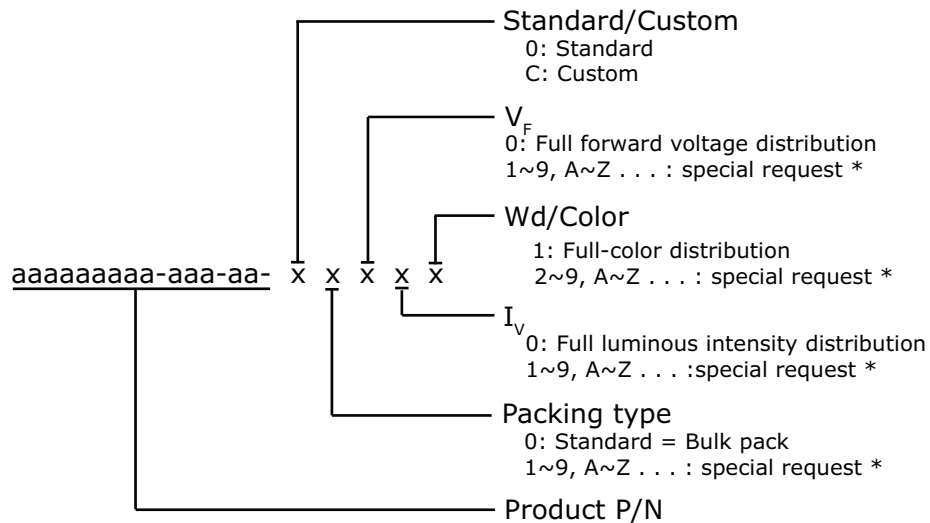 Standard/Custom
0: Standard
C: Custom
VF
0: Full forward voltage distribution
1~9, A~Z . . . : special request *
Wd/Color
1: Full-color distribution
2~9, A~Z . . . : special request *
aaaaaaaaa-aaa-aa- x x x x x
IV
0: Full luminous intensity distribution
1~9, A~Z . . . :special request *
Packing type
0: Standard = Bulk pack
1~9, A~Z . . . : special request *
Product P/N